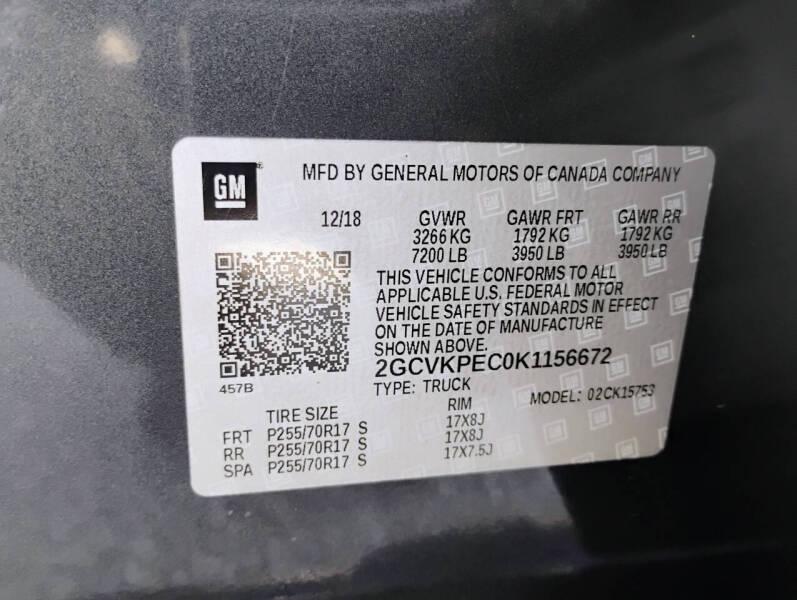 GM
MFD BY GENERAL MOTORS OF CANADA COMPANY
12/18 GVWR GAWR FRT GAWR RR
3266 KG 1792 KG 1792 KG
7200 LB 3950 LB 3950 LB
THIS VEHICLE CONFORMS TO ALL
APPLICABLE U.S. FEDERAL MOTOR
VEHICLE SAFETY STANDARDS IN EFFECT
ON THE DATE OF MANUFACTURE
SHOWN ABOVE.
2GCVKPEC0K1156672
457B
TYPE: TRUCK MODEL: 02CK15753
TIRE SIZE RIM
FRT P255/70R17 S 17X8J
RR P255/70R17 S 17X8J
SPA P255/70R17 S 17X7.5J